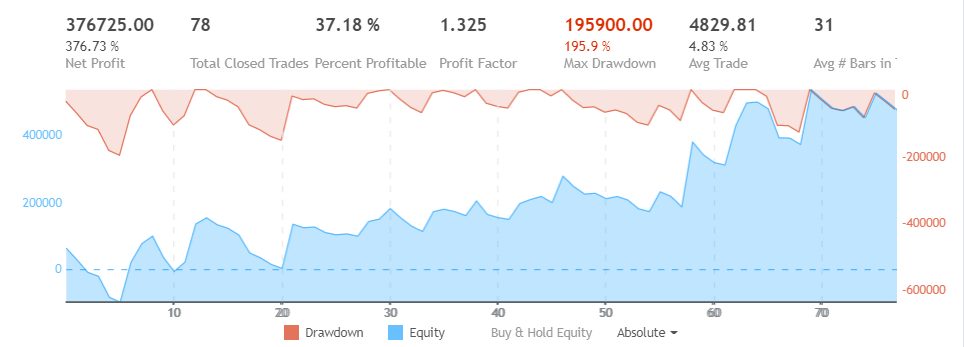 376725.00 78 37.18 % 1.325 195900.00 4829.81 31
376.73 % 195.9 % 4.83 %
Net Profit Total Closed Trades Percent Profitable Profit Factor Max Drawdown Avg Trade Avg # Bars in
0
400000
-200000
200000
-400000
0
-600000
10 20 30 40 50 60 70
Drawdown Equity Buy & Hold Equity Absolute